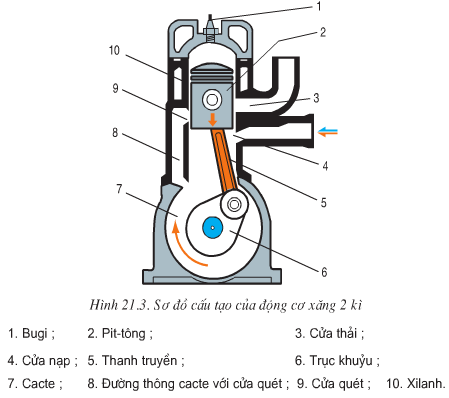 1
2
10
9
3
8
4
7
5
6
Hình 21.3. Sơ đồ cấu tạo của động cơ xăng 2 kì
1. Bugi ; 2. Pit-tông ; 3. Cửa thải ;
4. Cửa nạp ; 5. Thanh truyền ; 6. Trục khuỷu ;
7. Cacte ; 8. Đường thông cacte với cửa quét ; 9. Cửa quét ; 10. Xilanh.